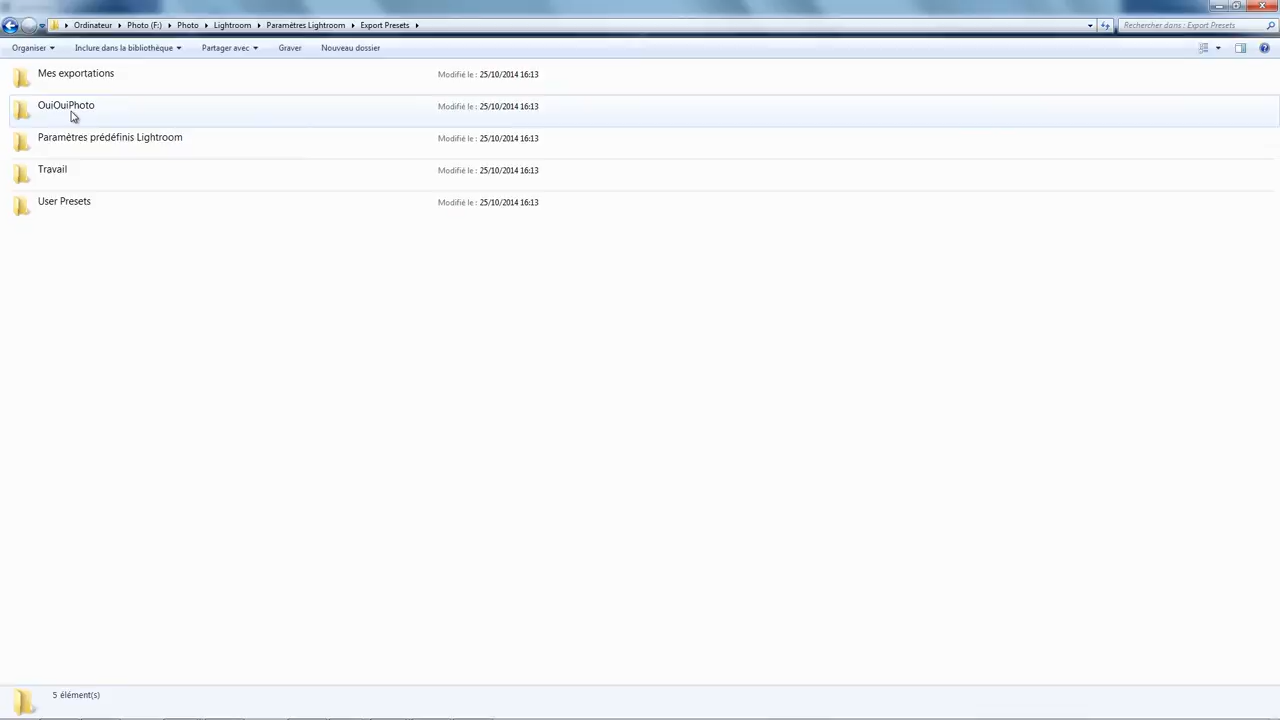 Ordinateur Photo (F:) Photo Lightroom Paramètres Lightroom Export Presets Rechercher dans : Export Presets
Organiser Inclure dans la bibliothèque Partager avec Graver Nouveau dossier
Mes exportations Modifié le : 25/10/2014 16:13
OuiOuiPhoto Modifié le : 25/10/2014 16:13
Paramètres prédéfinis Lightroom Modifié le : 25/10/2014 16:13
Travail Modifié le : 25/10/2014 16:13
User Presets Modifié le : 25/10/2014 16:13
5 élément(s)